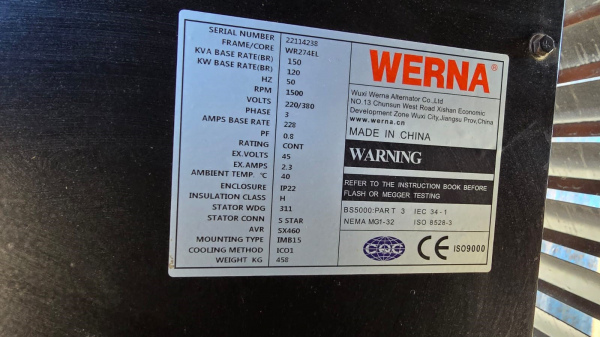 SERIAL NUMBER 22114238
FRAME/CORE WR274EL
KVA BASE RATE(BR) 150
KW BASE RATE(BR) 120
HZ 50
RPM 1500
VOLTS 220/380
PHASE 3
AMPS BASE RATE 228
PF 0.8
RATING CONT
EX.VOLTS 45
EX.AMPS 2.3
AMBIENT TEMP. °C 40
ENCLOSURE IP22
INSULATION CLASS H
STATOR WDG 311
STATOR CONN S STAR
AVR SX460
MOUNTING TYPE IMB15
COOLING METHOD IC01
WEIGHT KG 458
WERNA®
Wuxi Werna Alternator Co.,Ltd
NO.13 Chunsun West Road Xishan Economic
Development Zone Wuxi City,Jiangsu Prov,China
www.werna.cn
MADE IN CHINA
WARNING
REFER TO THE INSTRUCTION BOOK BEFORE
FLASH OR MEGGER TESTING
BS5000:PART 3 IEC 34-1
NEMA MG1-32 ISO 8528-3
CQC CE ISO9000